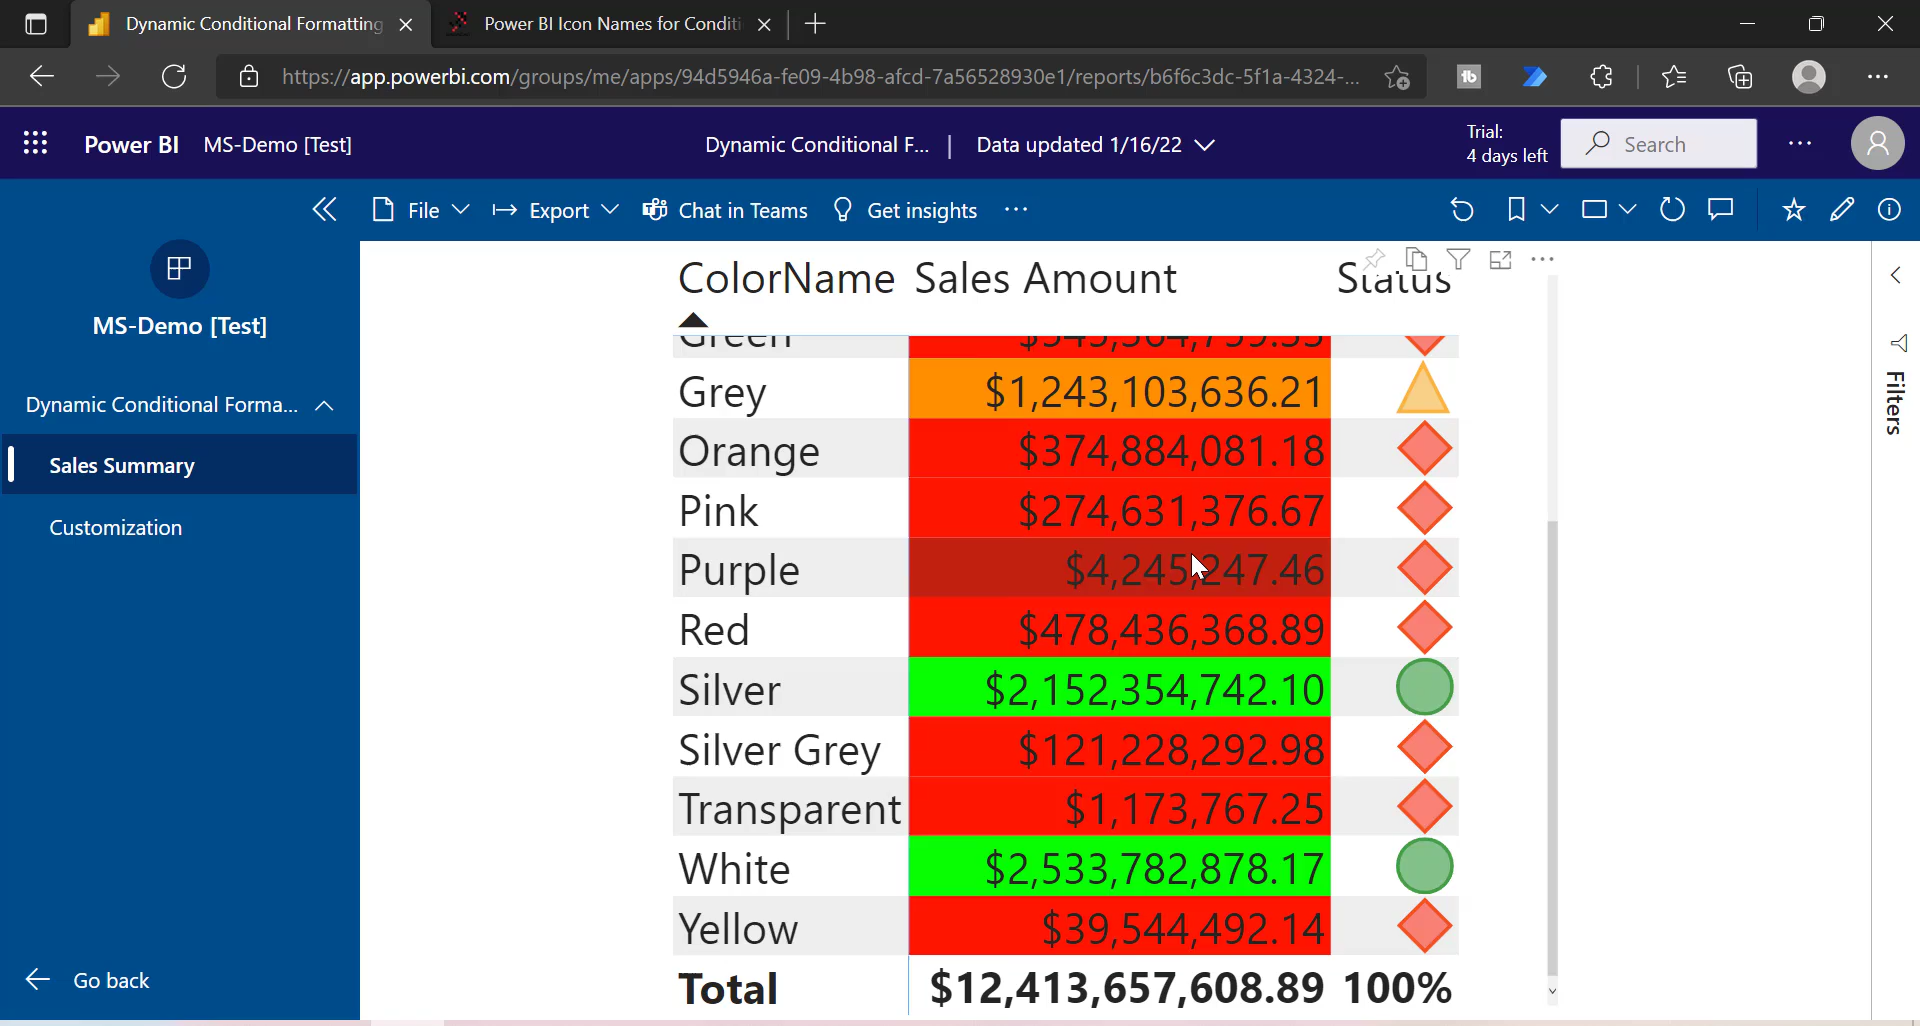 Dynamic Conditional Formatting
Power BI Icon Names for Conditi
https://app.powerbi.com/groups/me/apps/94d5946a-fe09-4b98-afcd-7a56528930e1/reports/b6f6c3dc-5f1a-4324-...
Power BI MS-Demo [Test]
Dynamic Conditional F... | Data updated 1/16/22
Trial:
4 days left
Search
File Export Chat in Teams Get insights
MS-Demo [Test]
Dynamic Conditional Forma...
Sales Summary
Customization
Go back
ColorName Sales Amount Status
Green
Grey $1,243,103,636.21
Orange $374,884,081.18
Pink $274,631,376.67
Purple $4,245,247.46
Red $478,436,368.89
Silver $2,152,354,742.10
Silver Grey $121,228,292.98
Transparent $1,173,767.25
White $2,533,782,878.17
Yellow $39,544,492.14
Total $12,413,657,608.89 100%
Filters